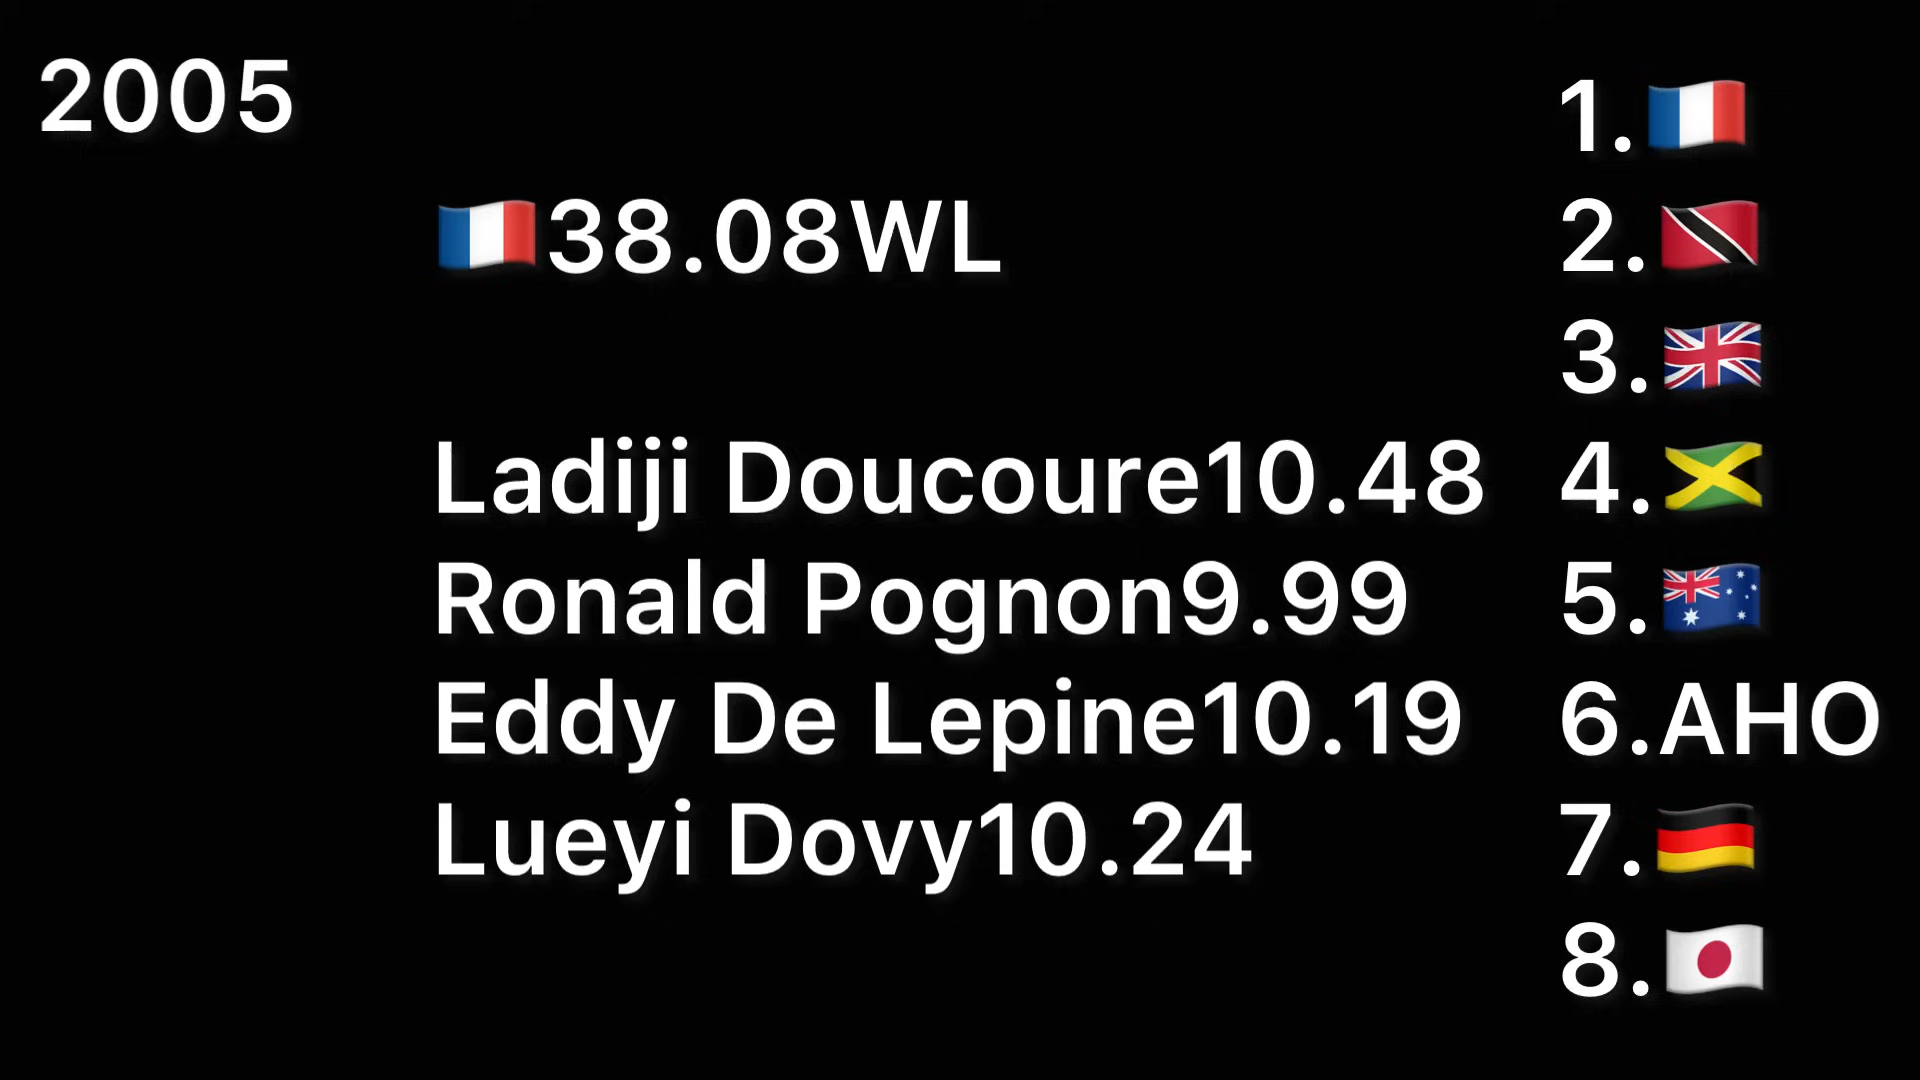 2005
🇫🇷38.08WL
Ladiji Doucoure10.48
Ronald Pognon9.99
Eddy De Lepine10.19
Lueyi Dovy10.24
1.🇫🇷
2.🇹🇹
3.🇬🇧
4.🇯🇲
5.🇦🇺
6.AHO
7.🇩🇪
8.🇯🇵